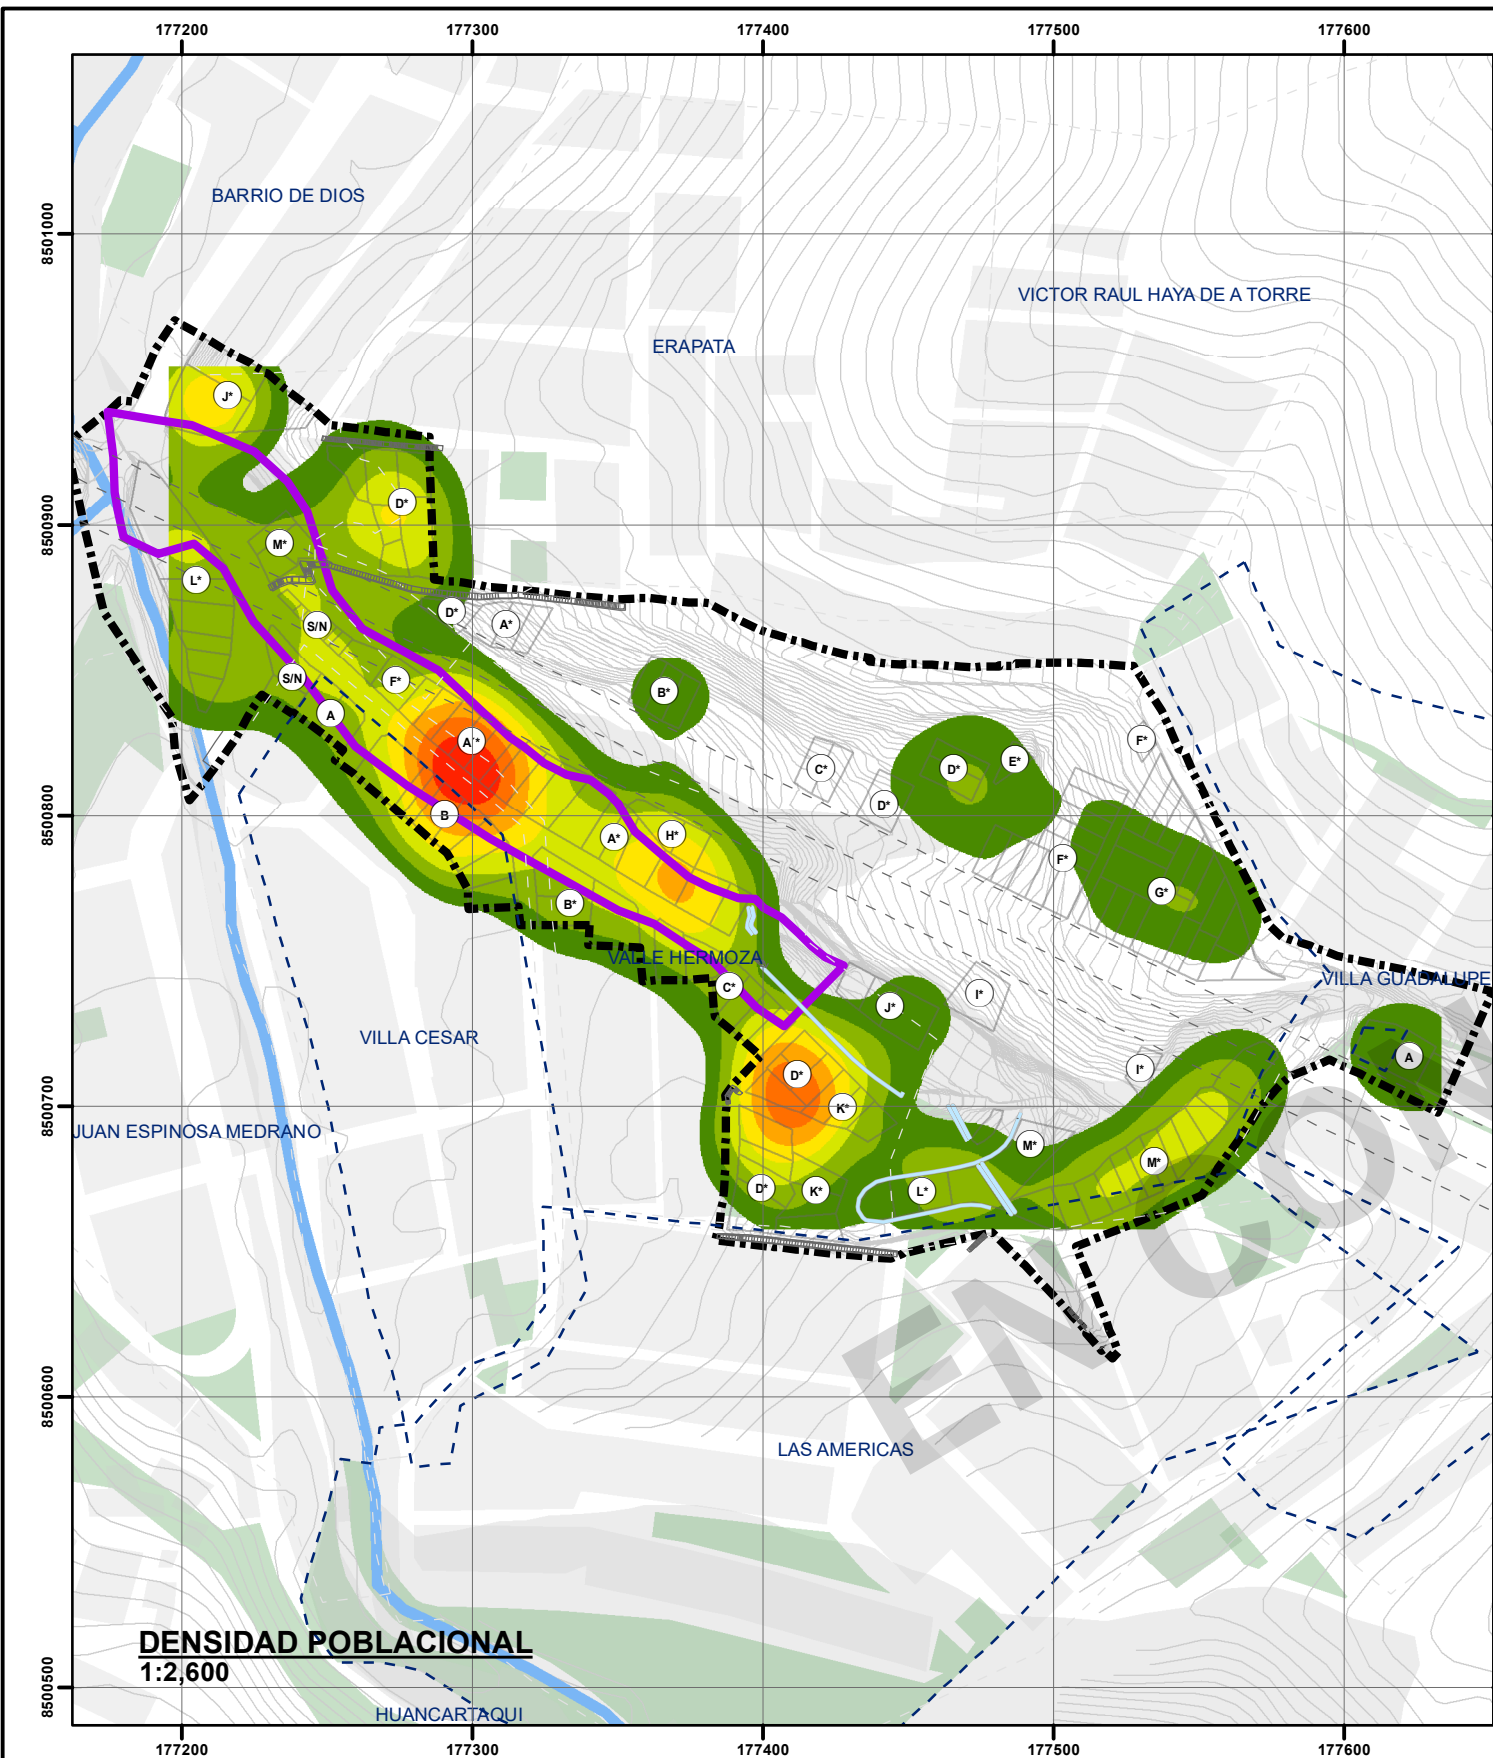 177200 177300 177400 177500 177600
BARRIO DE DIOS
8501000
VICTOR RAUL HAYA DE A TORRE
ERAPATA
J*
D*
8500900
M*
L*
D*
A*
S/N
F*
S/N
B*
A
F*
A'*
E*
C*
D*
D*
8500800
B
A*
H*
F*
G*
B*
VALLE HERMOZA
VILLA GUADALUPE
C*
I*
J*
VILLA CESAR
A
I*
D*
8500700
K*
JUAN ESPINOSA MEDRANO
M*
M*
D*
K*
L*
EN CON
8500600
LAS AMERICAS
DENSIDAD POBLACIONAL
1:2,600
8500500
HUANCARTAQUI
177200 177300 177400 177500 177600